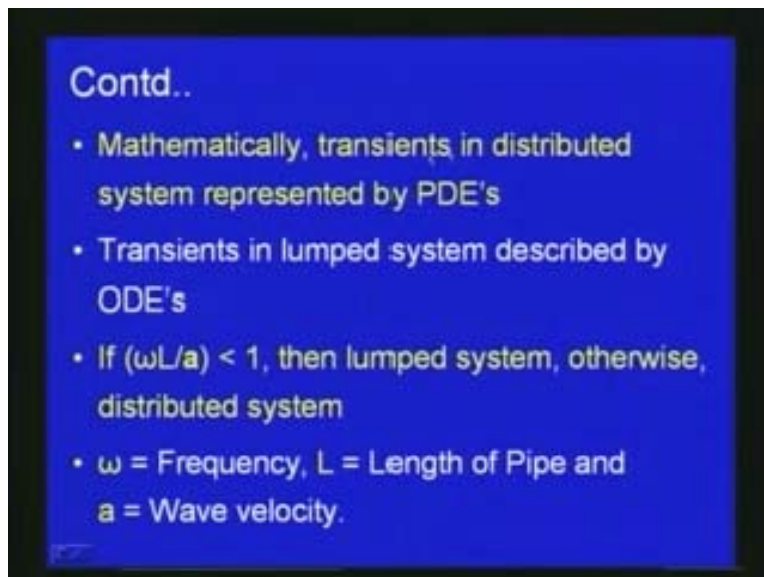 Contd..
• Mathematically, transients in distributed
system represented by PDE's
• Transients in lumped system described by
ODE's
• If (ωL/a) < 1, then lumped system, otherwise,
distributed system
• ω = Frequency, L = Length of Pipe and
a = Wave velocity.